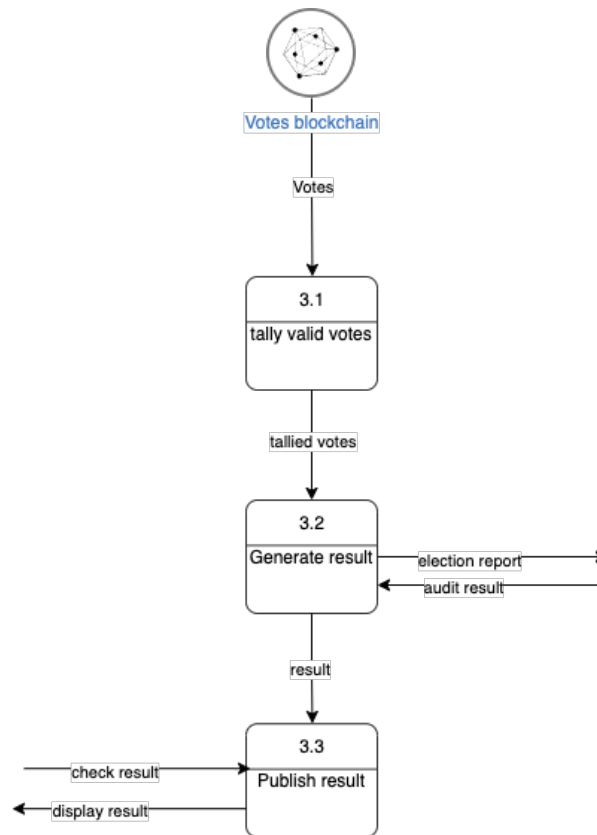 Votes blockchain
Votes
3.1
tally valid votes
tallied votes
3.2
Generate result
election report
audit result
result
3.3
Publish result
check result
display result